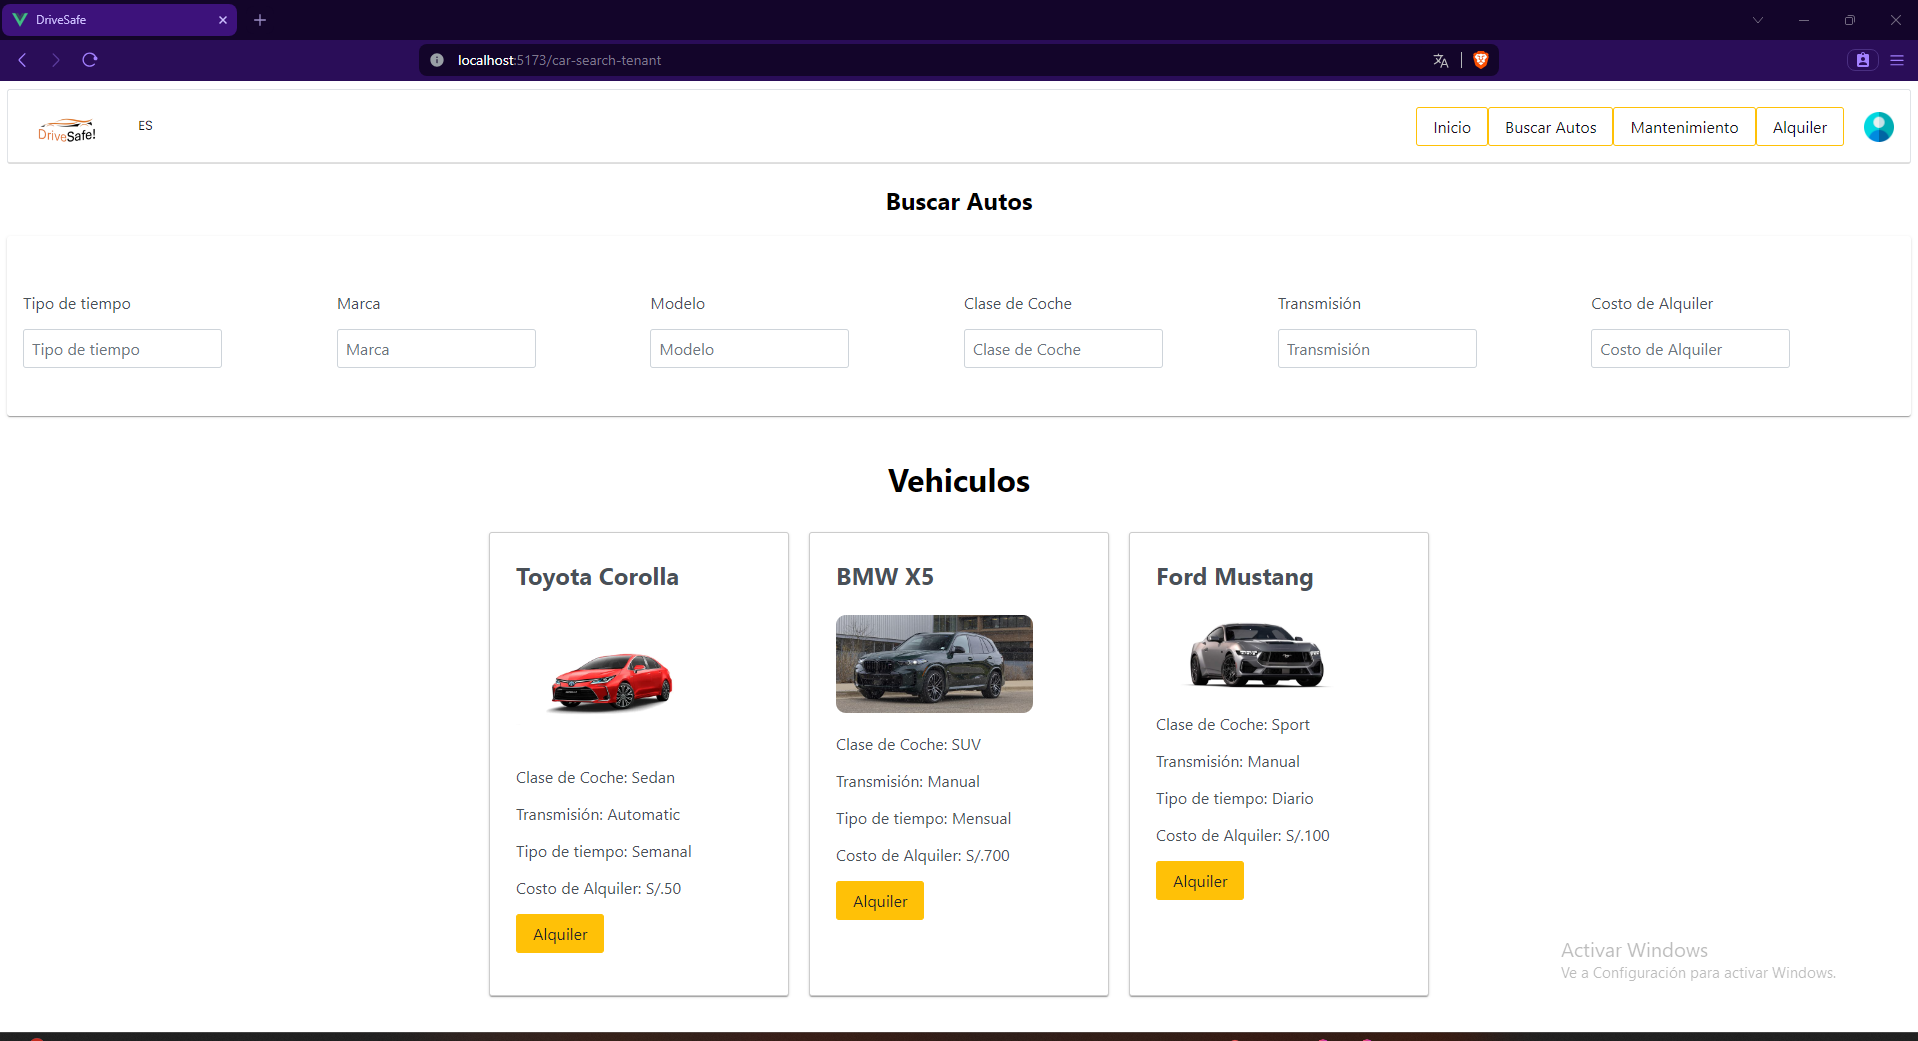 DriveSafe
localhost:5173/car-search-tenant
DriveSafe!
ES
Inicio
Buscar Autos
Mantenimiento
Alquiler
Buscar Autos
Tipo de tiempo
Marca
Modelo
Clase de Coche
Transmisión
Costo de Alquiler
Tipo de tiempo
Marca
Modelo
Clase de Coche
Transmisión
Costo de Alquiler
Vehiculos
Toyota Corolla
Clase de Coche: Sedan
Transmisión: Automatic
Tipo de tiempo: Semanal
Costo de Alquiler: S/.50
Alquiler
BMW X5
Clase de Coche: SUV
Transmisión: Manual
Tipo de tiempo: Mensual
Costo de Alquiler: S/.700
Alquiler
Ford Mustang
Clase de Coche: Sport
Transmisión: Manual
Tipo de tiempo: Diario
Costo de Alquiler: S/.100
Alquiler
Activar Windows
Ve a Configuración para activar Windows.